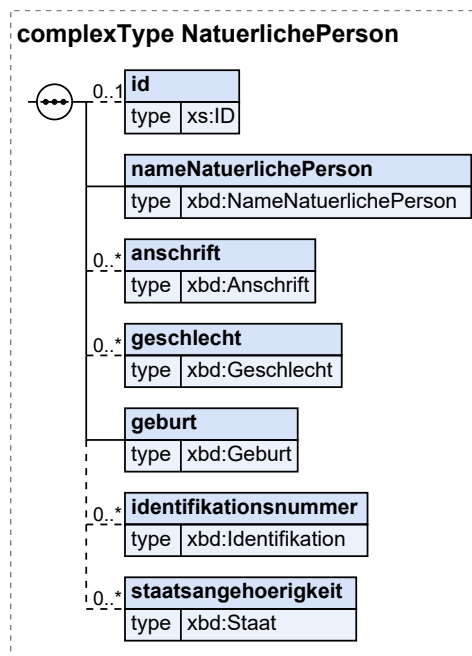 complexType NatuerlichePerson
0..1 id
type xs:ID
nameNatuerlichePerson
type xbd:NameNatuerlichePerson
0..* anschrift
type xbd:Anschrift
0..* geschlecht
type xbd:Geschlecht
geburt
type xbd:Geburt
0..* identifikationsnummer
type xbd:Identifikation
0..* staatsangehoerigkeit
type xbd:Staat